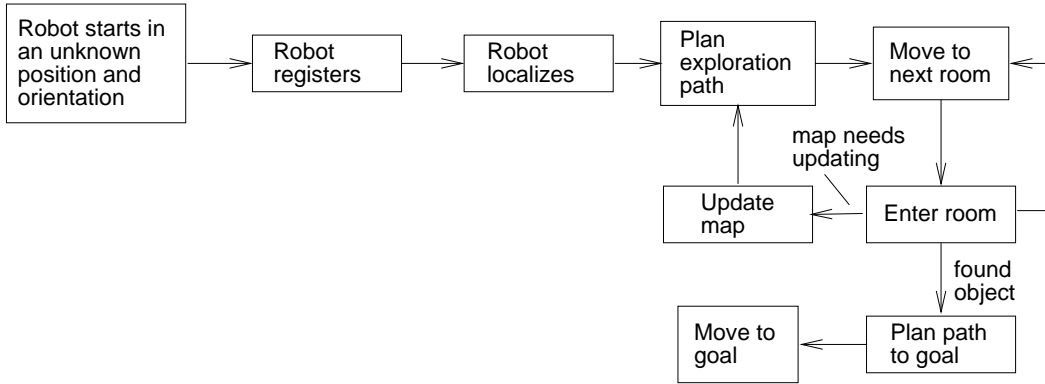 Robot starts in
an unknown
position and
orientation
Robot
registers
Robot
localizes
Plan
exploration
path
Move to
next room
map needs
updating
Update
map
Enter room
found
object
Move to
goal
Plan path
to goal